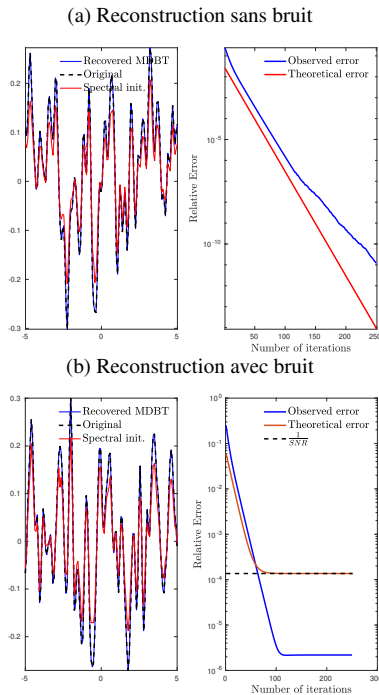 (a) Reconstruction sans bruit
0.2
0.1
0
0.1
0.2
0.3
-5
0
5
Recovered MDBT
Original
Spectral init.
Relative Error
10^-5
10^-10
50
100
150
200
250
Number of iterations
Observed error
Theoretical error
(b) Reconstruction avec bruit
0.3
0.2
0.1
0
0.1
0.2
-5
0
5
Recovered MDBT
Original
Spectral init.
Relative Error
10^0
10^-1
10^-2
10^-3
10^-4
10^-5
10^-6
0
100
200
300
Number of iterations
Observed error
Theoretical error
1/SNR